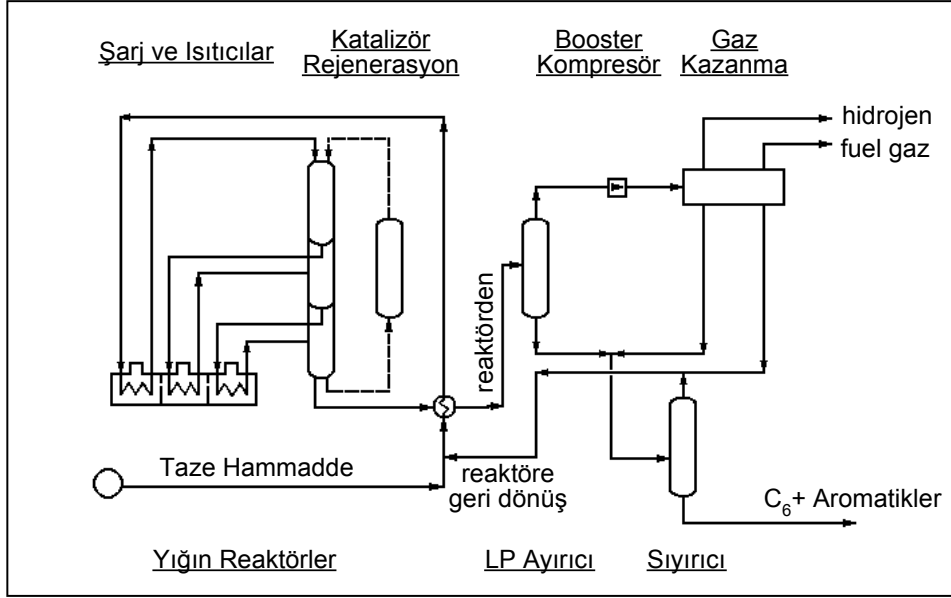 Şarj ve Isıtıcılar
Katalizör
Rejenerasyon
Booster
Kompresör
Gaz
Kazanma
hidrojen
fuel gaz
reaktörden
Taze Hammadde
reaktöre
geri dönüş
C₆+ Aromatikler
Yığın Reaktörler
LP Ayırıcı
Sıyırıcı